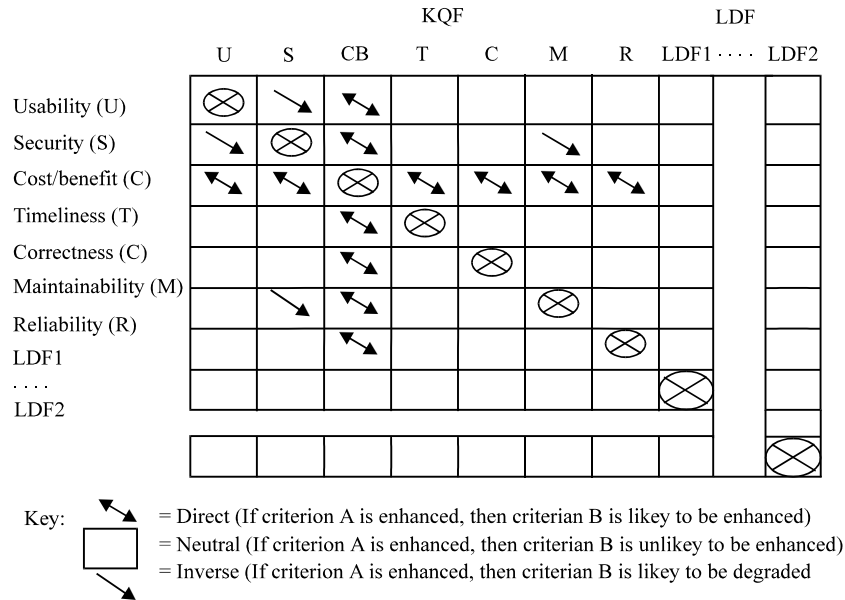 KQF LDF
U S CB T C M R LDF1 .... LDF2
Usability (U)
Security (S)
Cost/benefit (C)
Timeliness (T)
Correctness (C)
Maintainability (M)
Reliability (R)
LDF1
....
LDF2
Key: = Direct (If criterion A is enhanced, then criterian B is likey to be enhanced)
= Neutral (If criterion A is enhanced, then criterian B is unlikey to be enhanced)
= Inverse (If criterion A is enhanced, then criterian B is likey to be degraded